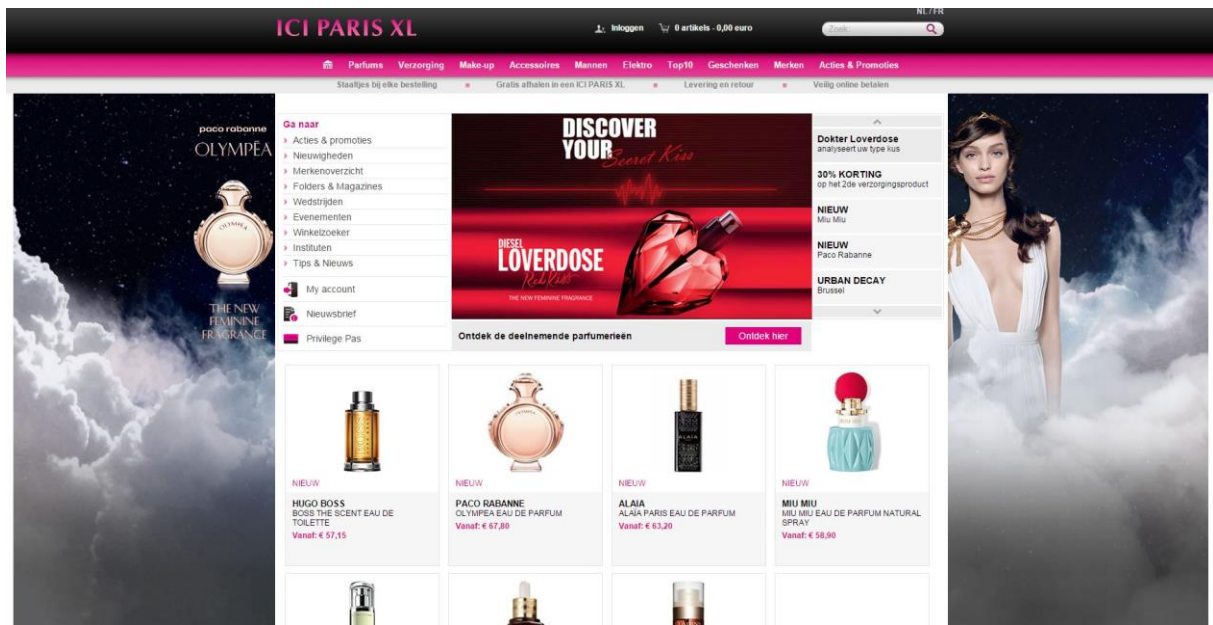 NL / FR
ICI PARIS XL
Inloggen
0 artikels - 0,00 euro
Zoek...
Parfums Verzorging Make-up Accessoires Mannen Elektro Top10 Geschenken Merken Acties & Promoties
Staaltjes bij elke bestelling
Gratis afhalen in een ICI PARIS XL
Levering en retour
Veilig online betalen
paco rabanne
OLYMPĒA
OLYMPĒA
THE NEW
FEMININE
FRAGRANCE
Ga naar
Acties & promoties
Nieuwigheden
Merkenoverzicht
Folders & Magazines
Wedstrijden
Evenementen
Winkelzoeker
Instituten
Tips & Nieuws
My account
Nieuwsbrief
Privilege Pas
DISCOVER
YOUR
Secret Kiss
DIESEL
LOVERDOSE
Red Kiss
THE NEW FEMININE FRAGRANCE
Ontdek de deelnemende parfumerieën
Ontdek hier
Dokter Loverdose
analyseert uw type kus
30% KORTING
op het 2de verzorgingsproduct
NIEUW
Miu Miu
NIEUW
Paco Rabanne
URBAN DECAY
Brussel
NIEUW
HUGO BOSS
BOSS THE SCENT EAU DE
TOILETTE
Vanaf: € 57,15
NIEUW
PACO RABANNE
OLYMPEA EAU DE PARFUM
Vanaf: € 67,80
ALAIA
NIEUW
ALAIA
ALAÏA PARIS EAU DE PARFUM
Vanaf: € 63,20
MIU MIU
NIEUW
MIU MIU
MIU MIU EAU DE PARFUM NATURAL
SPRAY
Vanaf: € 58,90